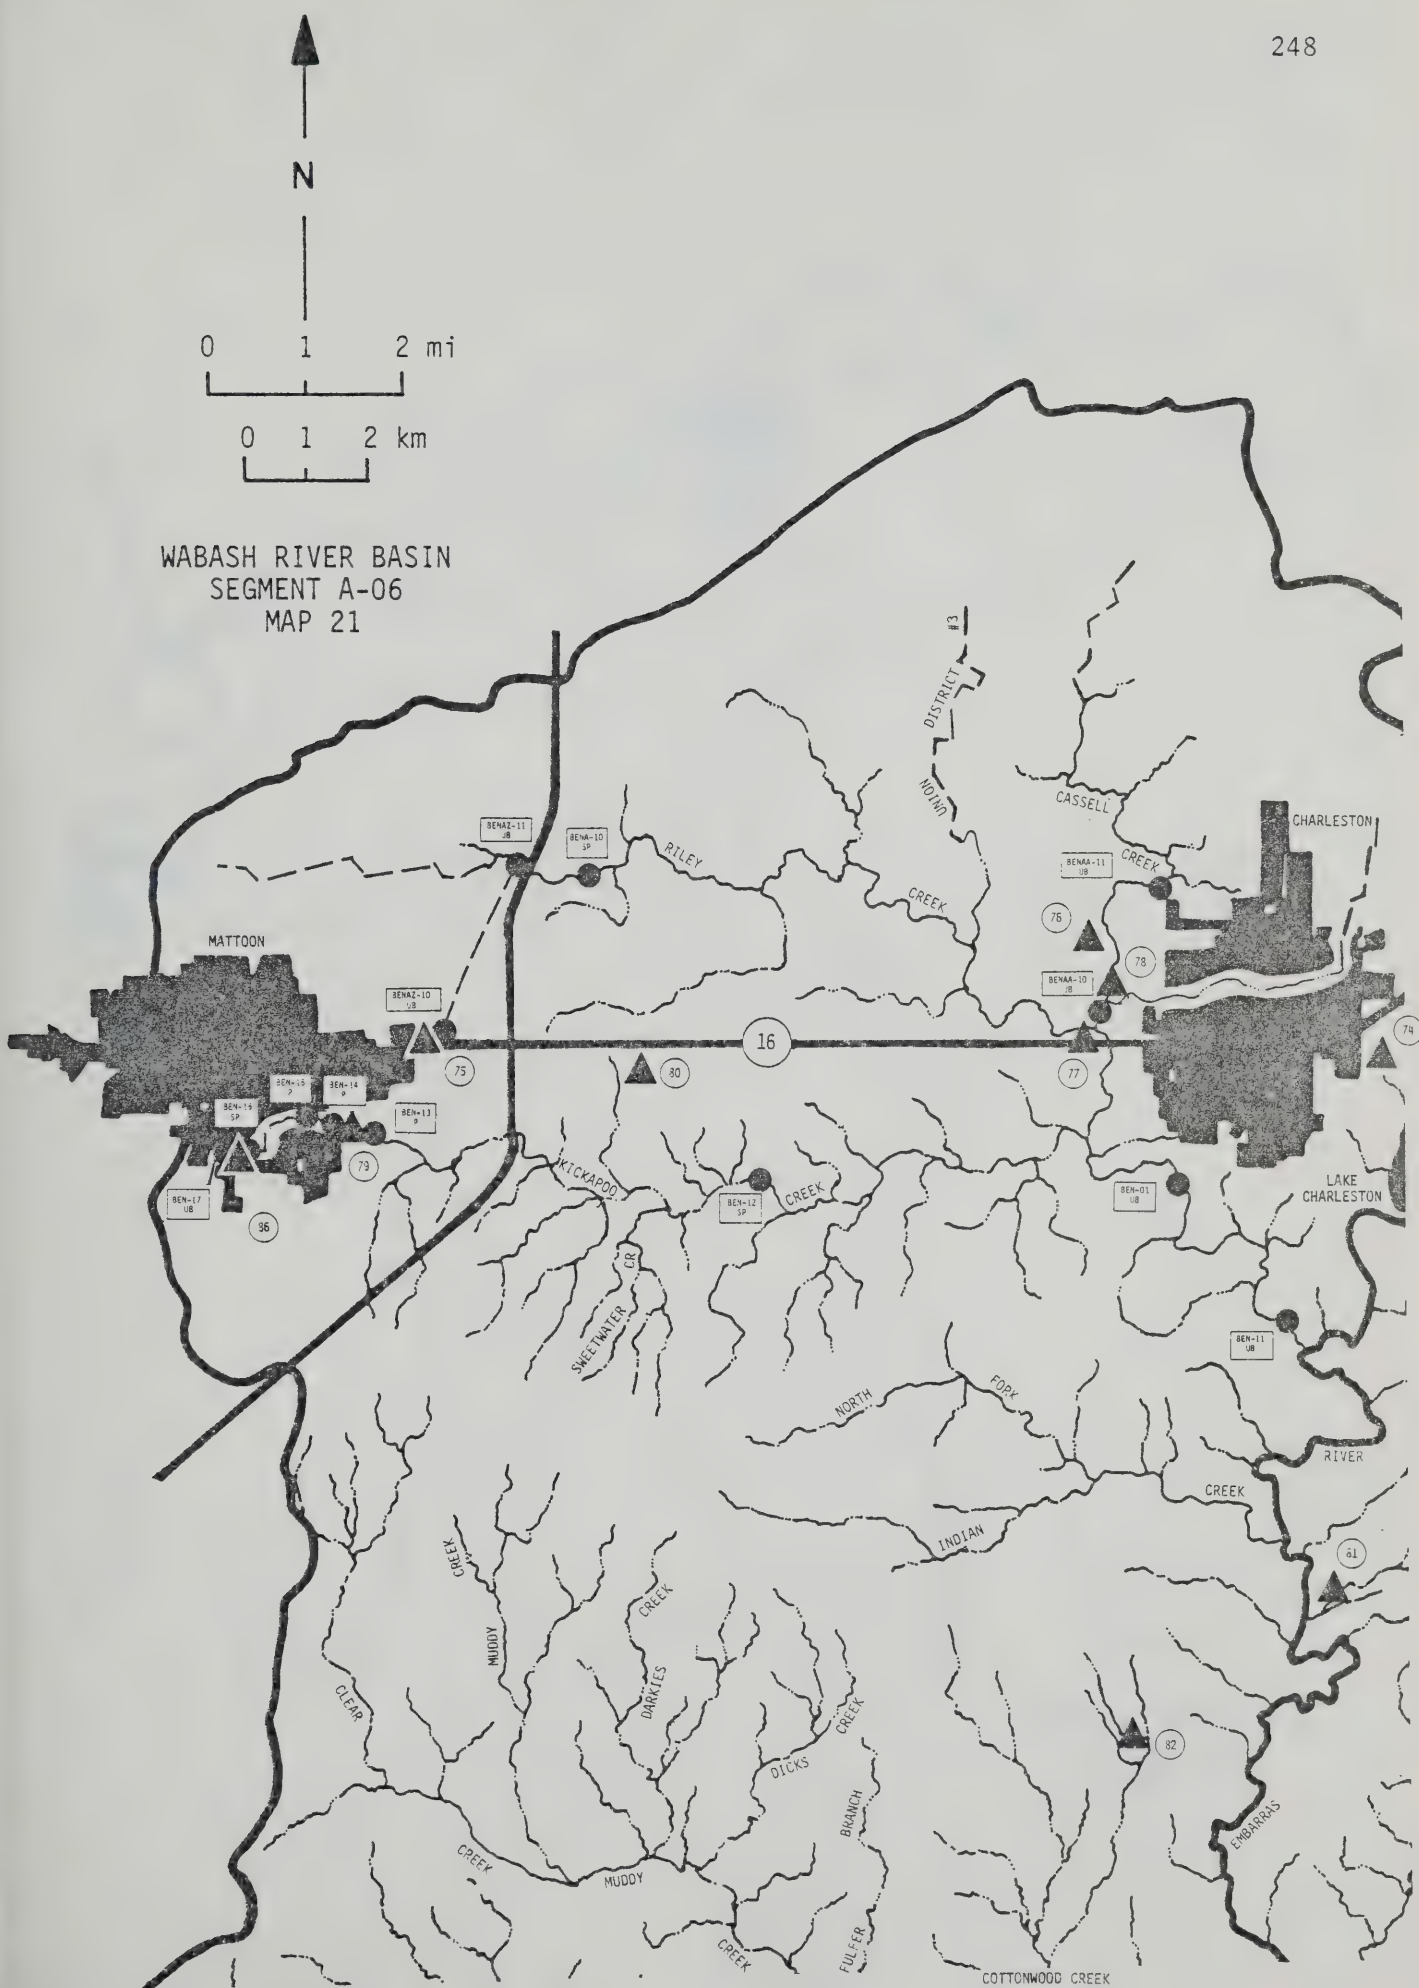 248
N
0 1 2 mi
0 1 2 km
WABASH RIVER BASIN
SEGMENT A-06
MAP 21
#3
DISTRICT
UNION
CASSELL
CREEK
CHARLESTON
BENAZ-11
UB
BENA-10
SP
RILEY
CREEK
BENAA-11
UB
76
78
BENAA-10
UB
MATTOON
BENAZ-10
UB
75
16
80
77
74
BEN-15
P
BEN-14
P
BEN-16
SP
BEN-13
P
79
BEN-17
UB
86
KICKAPOO
CREEK
BEN-12
SP
BEN-01
UB
LAKE
CHARLESTON
SWEETWATER
CR
BEN-11
UB
NORTH
FORK
RIVER
CREEK
INDIAN
81
CREEK
MUDDY
CREEK
DARKIES
CLEAR
CREEK
DICKS
82
BRANCH
EMBARRAS
CREEK
MUDDY
CREEK
FULFER
COTTONWOOD CREEK